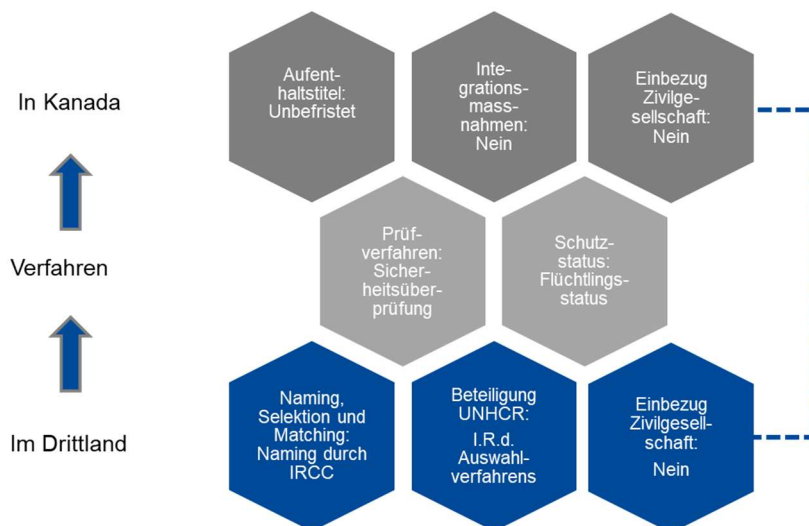 In Kanada
Aufent-
haltstitel:
Unbefristet
Inte-
grations-
mass-
nahmen:
Nein
Einbezug
Zivilge-
sellschaft:
Nein
Verfahren
Prüf-
verfahren:
Sicher-
heitsüber-
prüfung
Schutz-
status:
Flüchtlings-
status
Im Drittland
Naming,
Selektion und
Matching:
Naming durch
IRCC
Beteiligung
UNHCR:
I.R.d.
Auswahl-
verfahrens
Einbezug
Zivilgesell-
schaft:
Nein